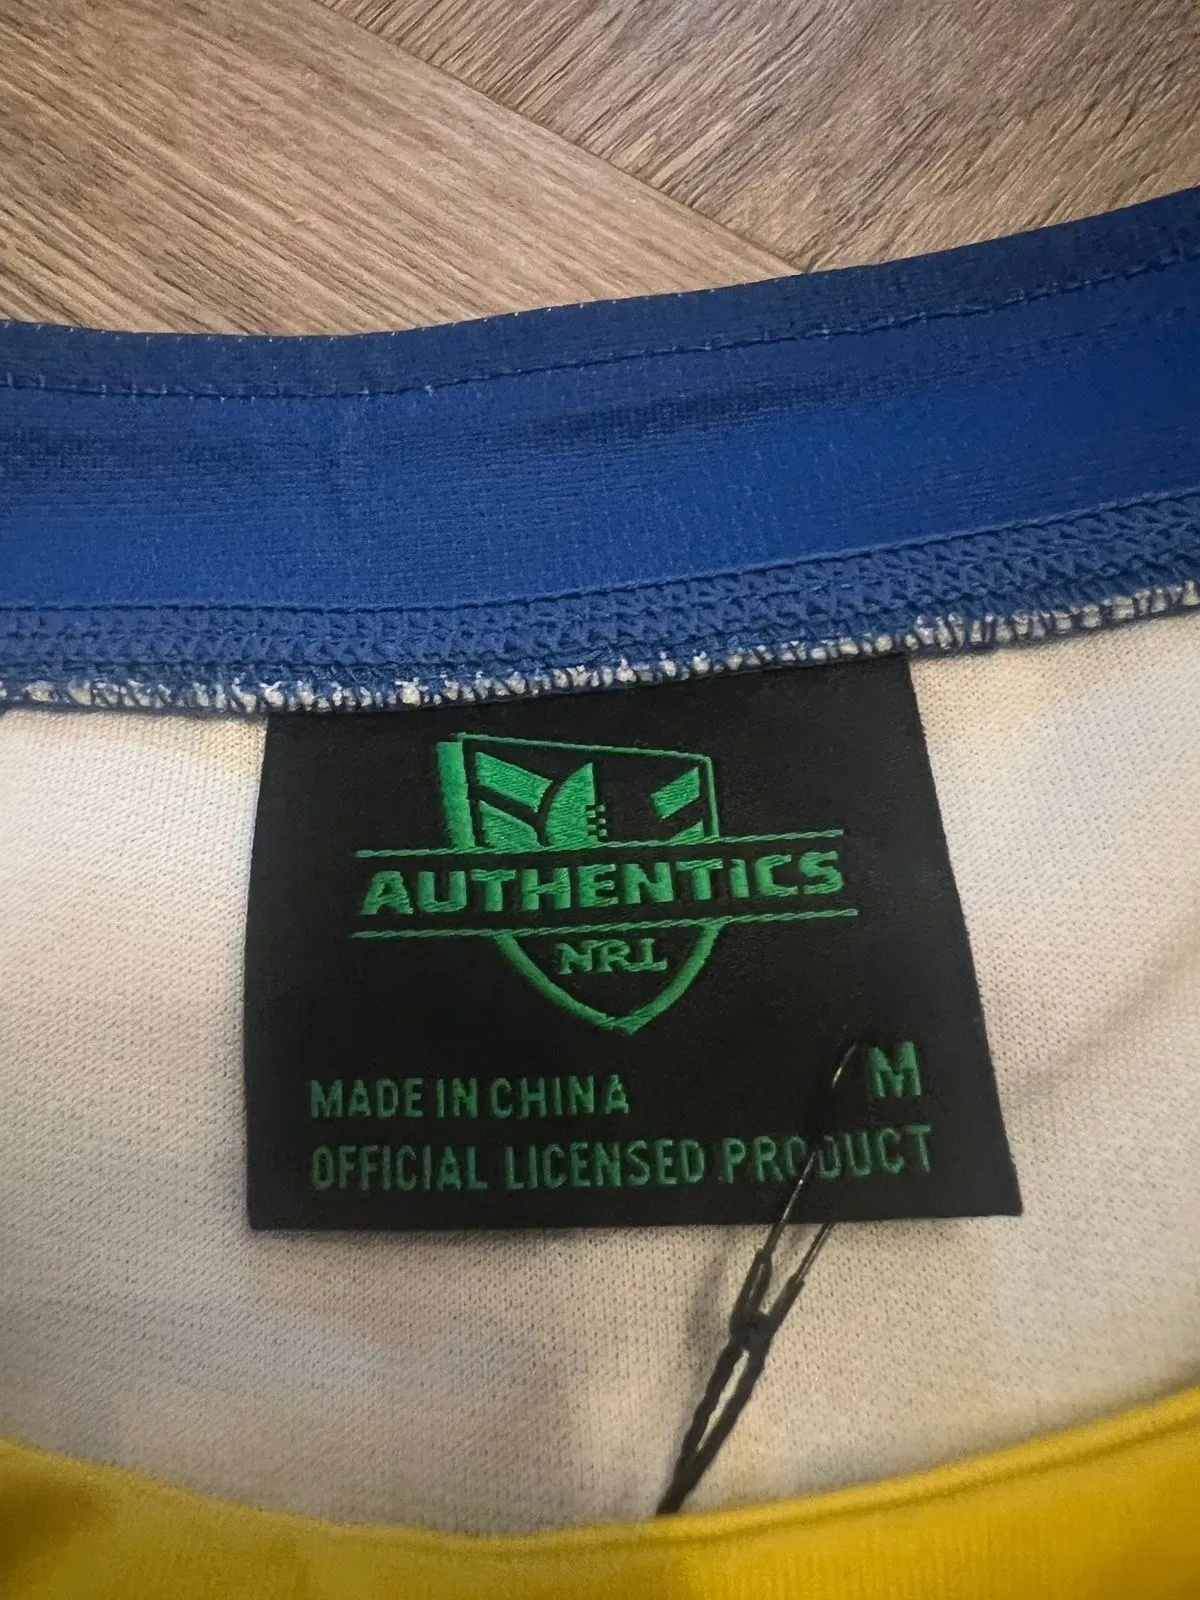 AUTHENTICS
NRL
M
MADE IN CHINA
OFFICIAL LICENSED PRODUCT